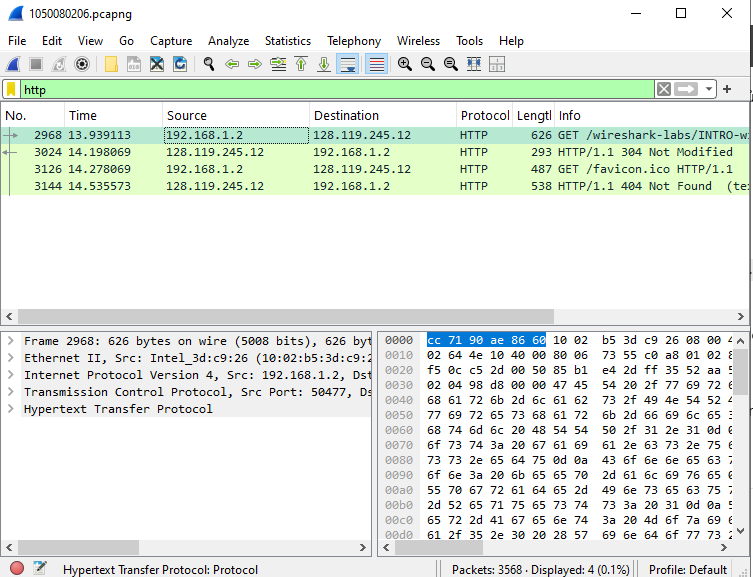 1050080206.pcapng
File Edit View Go Capture Analyze Statistics Telephony Wireless Tools Help
http
No. Time Source Destination Protocol Lengtl Info
2968 13.939113 192.168.1.2 128.119.245.12 HTTP 626 GET /wireshark-labs/INTRO-wi
3024 14.198069 128.119.245.12 192.168.1.2 HTTP 293 HTTP/1.1 304 Not Modified
3126 14.278069 192.168.1.2 128.119.245.12 HTTP 487 GET /favicon.ico HTTP/1.1
3144 14.535573 128.119.245.12 192.168.1.2 HTTP 538 HTTP/1.1 404 Not Found (te
Frame 2968: 626 bytes on wire (5008 bits), 626 byt
Ethernet II, Src: Intel_3d:c9:26 (10:02:b5:3d:c9:2
Internet Protocol Version 4, Src: 192.168.1.2, Dst
Transmission Control Protocol, Src Port: 50477, Ds
Hypertext Transfer Protocol
0000 cc 71 90 ae 86 60 10 02 b5 3d c9 26 08 00 4
0010 02 64 4e 10 40 00 80 06 73 55 c0 a8 01 02 8
0020 f5 0c c5 2d 00 50 85 b1 e4 2d ff 35 52 aa 5
0030 02 04 98 d8 00 00 47 45 54 20 2f 77 69 72 6
0040 68 61 72 6b 2d 6c 61 62 73 2f 49 4e 54 52 4
0050 77 69 72 65 73 68 61 72 6b 2d 66 69 6c 65 3
0060 68 74 6d 6c 20 48 54 54 50 2f 31 2e 31 0d 0
0070 6f 73 74 3a 20 67 61 69 61 2e 63 73 2e 75 6
0080 73 73 2e 65 64 75 0d 0a 43 6f 6e 6e 65 63 7
0090 6f 6e 3a 20 6b 65 65 70 2d 61 6c 69 76 65 0
00a0 55 70 67 72 61 64 65 2d 49 6e 73 65 63 75 7
00b0 2d 52 65 71 75 65 73 74 73 3a 20 31 0d 0a 5
00c0 65 72 2d 41 67 65 6e 74 3a 20 4d 6f 7a 69 6
00d0 61 2f 35 2e 30 20 28 57 69 6e 64 6f 77 73 2
Hypertext Transfer Protocol: Protocol Packets: 3568 · Displayed: 4 (0.1%) Profile: Default